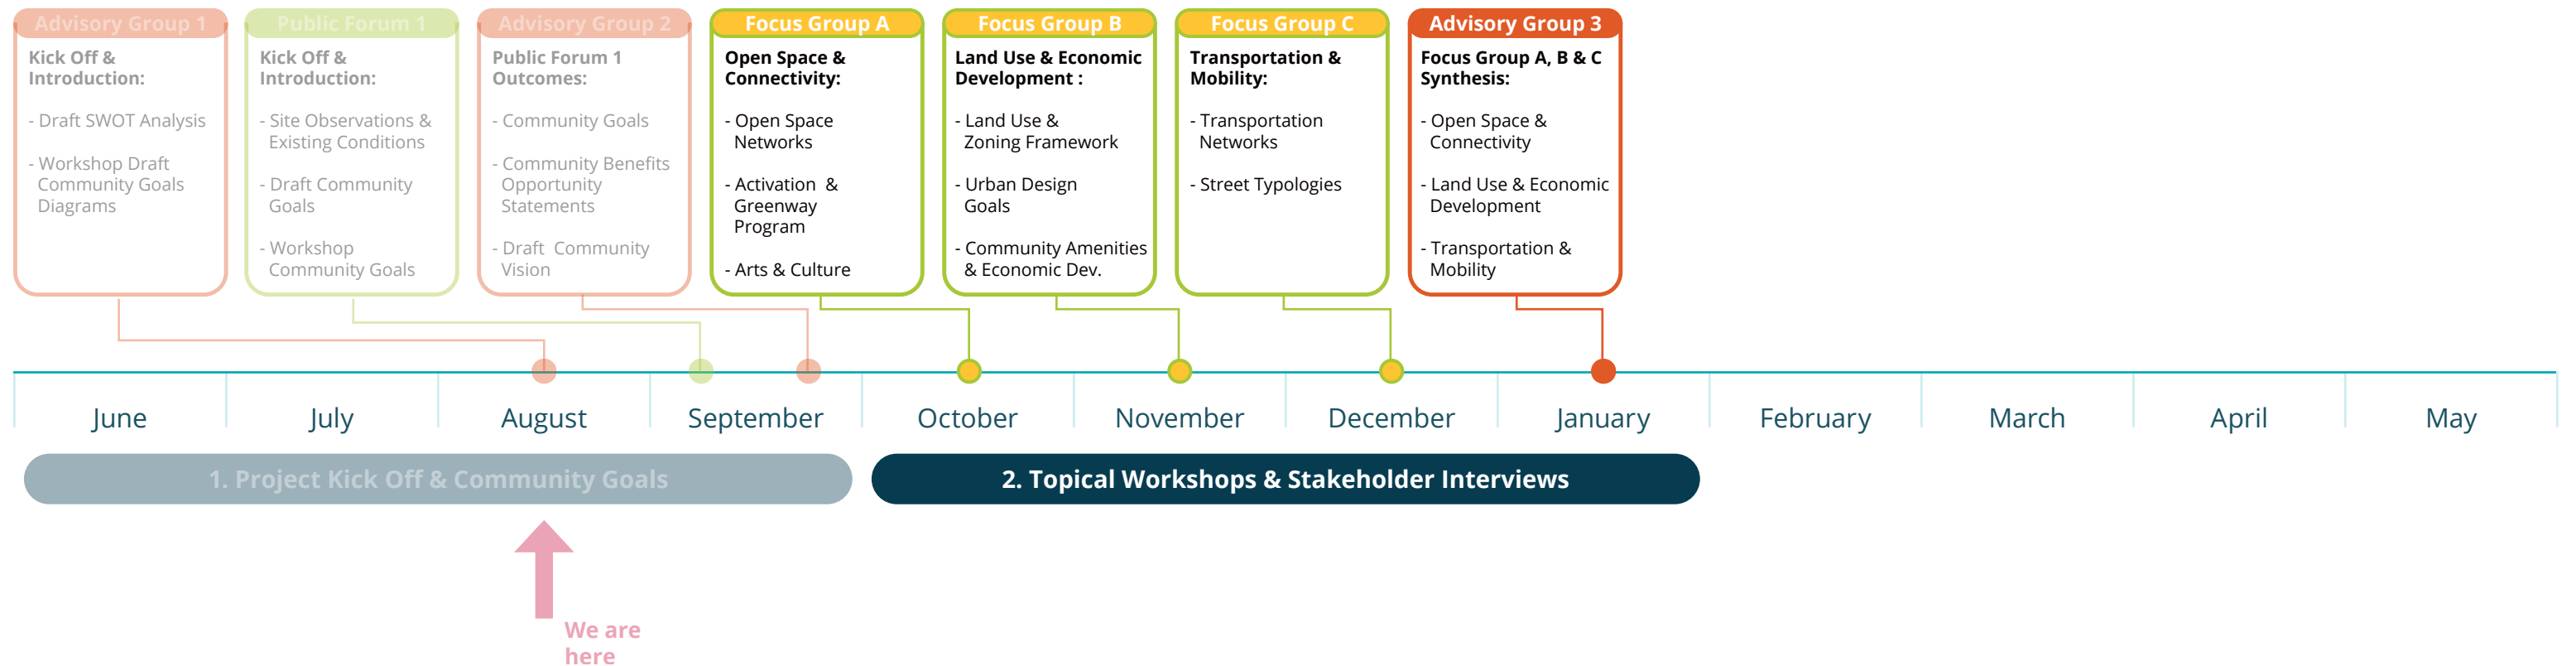 Advisory Group 1
Kick Off &
Introduction:
- Draft SWOT Analysis
- Workshop Draft
Community Goals
Diagrams
Public Forum 1
Kick Off &
Introduction:
- Site Observations &
Existing Conditions
- Draft Community
Goals
- Workshop
Community Goals
Advisory Group 2
Public Forum 1
Outcomes:
- Community Goals
- Community Benefits
Opportunity
Statements
- Draft  Community
Vision
Focus Group A
Open Space &
Connectivity:
- Open Space
Networks
- Activation  &
Greenway
Program
- Arts & Culture
Focus Group B
Land Use & Economic
Development :
- Land Use &
Zoning Framework
- Urban Design
Goals
- Community Amenities
& Economic Dev.
Focus Group C
Transportation &
Mobility:
- Transportation
Networks
- Street Typologies
Advisory Group 3
Focus Group A, B & C
Synthesis:
- Open Space &
Connectivity
- Land Use & Economic
Development
- Transportation &
Mobility
June
July
August
September
October
November
December
January
February
March
April
May
1. Project Kick Off & Community Goals
2. Topical Workshops & Stakeholder Interviews
We are
here